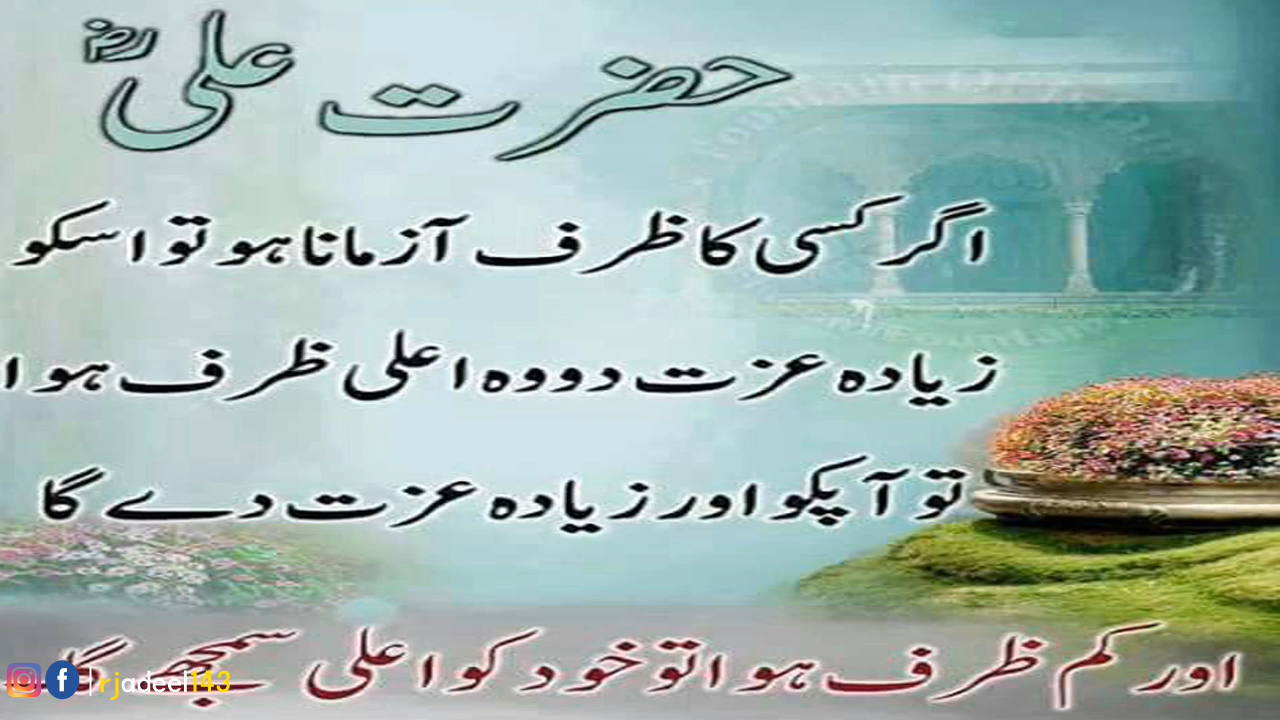 حضرت علی رض
اگر کسی کا ظرف آزمانا ہو تو اسکو
زیادہ عزت دو وہ اعلی ظرف ہوا
تو آپکو اور زیادہ عزت دے گا
اور کم ظرف ہوا تو خود کو اعلی سمجھے گا
rjadeel143